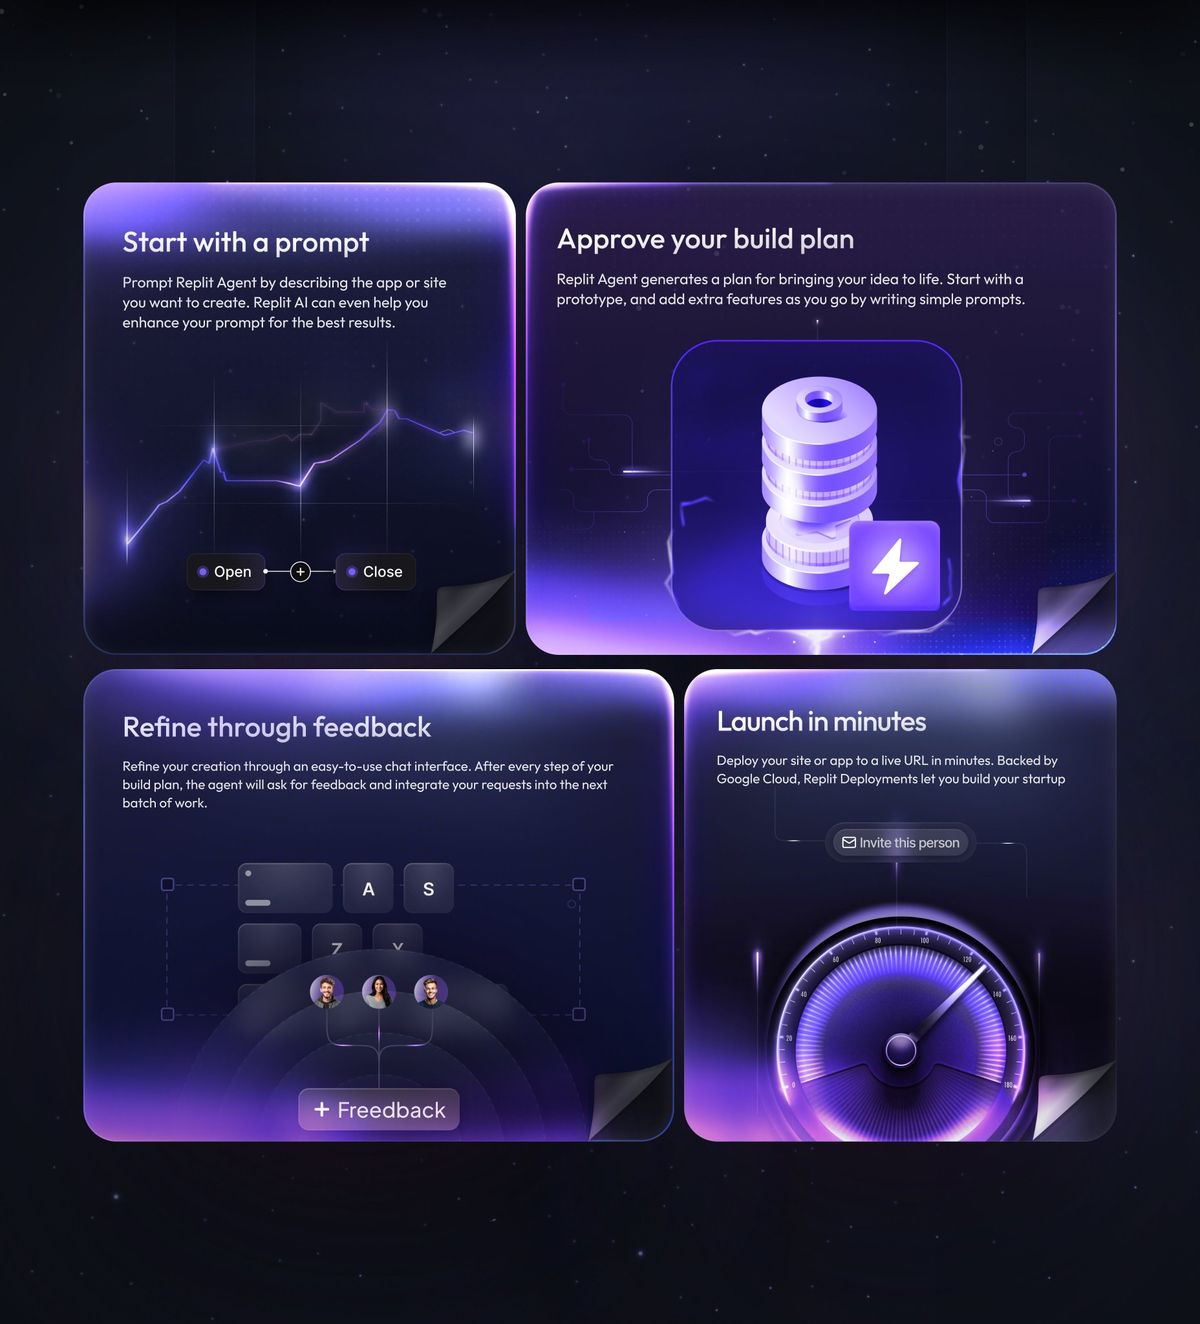 Start with a prompt
Prompt Replit Agent by describing the app or site
you want to create. Replit AI can even help you
enhance your prompt for the best results.
Open
+
Close
Approve your build plan
Replit Agent generates a plan for bringing your idea to life. Start with a
prototype, and add extra features as you go by writing simple prompts.
Refine through feedback
Refine your creation through an easy-to-use chat interface. After every step of your
build plan, the agent will ask for feedback and integrate your requests into the next
batch of work.
A
S
Z
+ Freedback
Launch in minutes
Deploy your site or app to a live URL in minutes. Backed by
Google Cloud, Replit Deployments let you build your startup
Invite this person
0
20
40
60
80
100
120
140
160
180